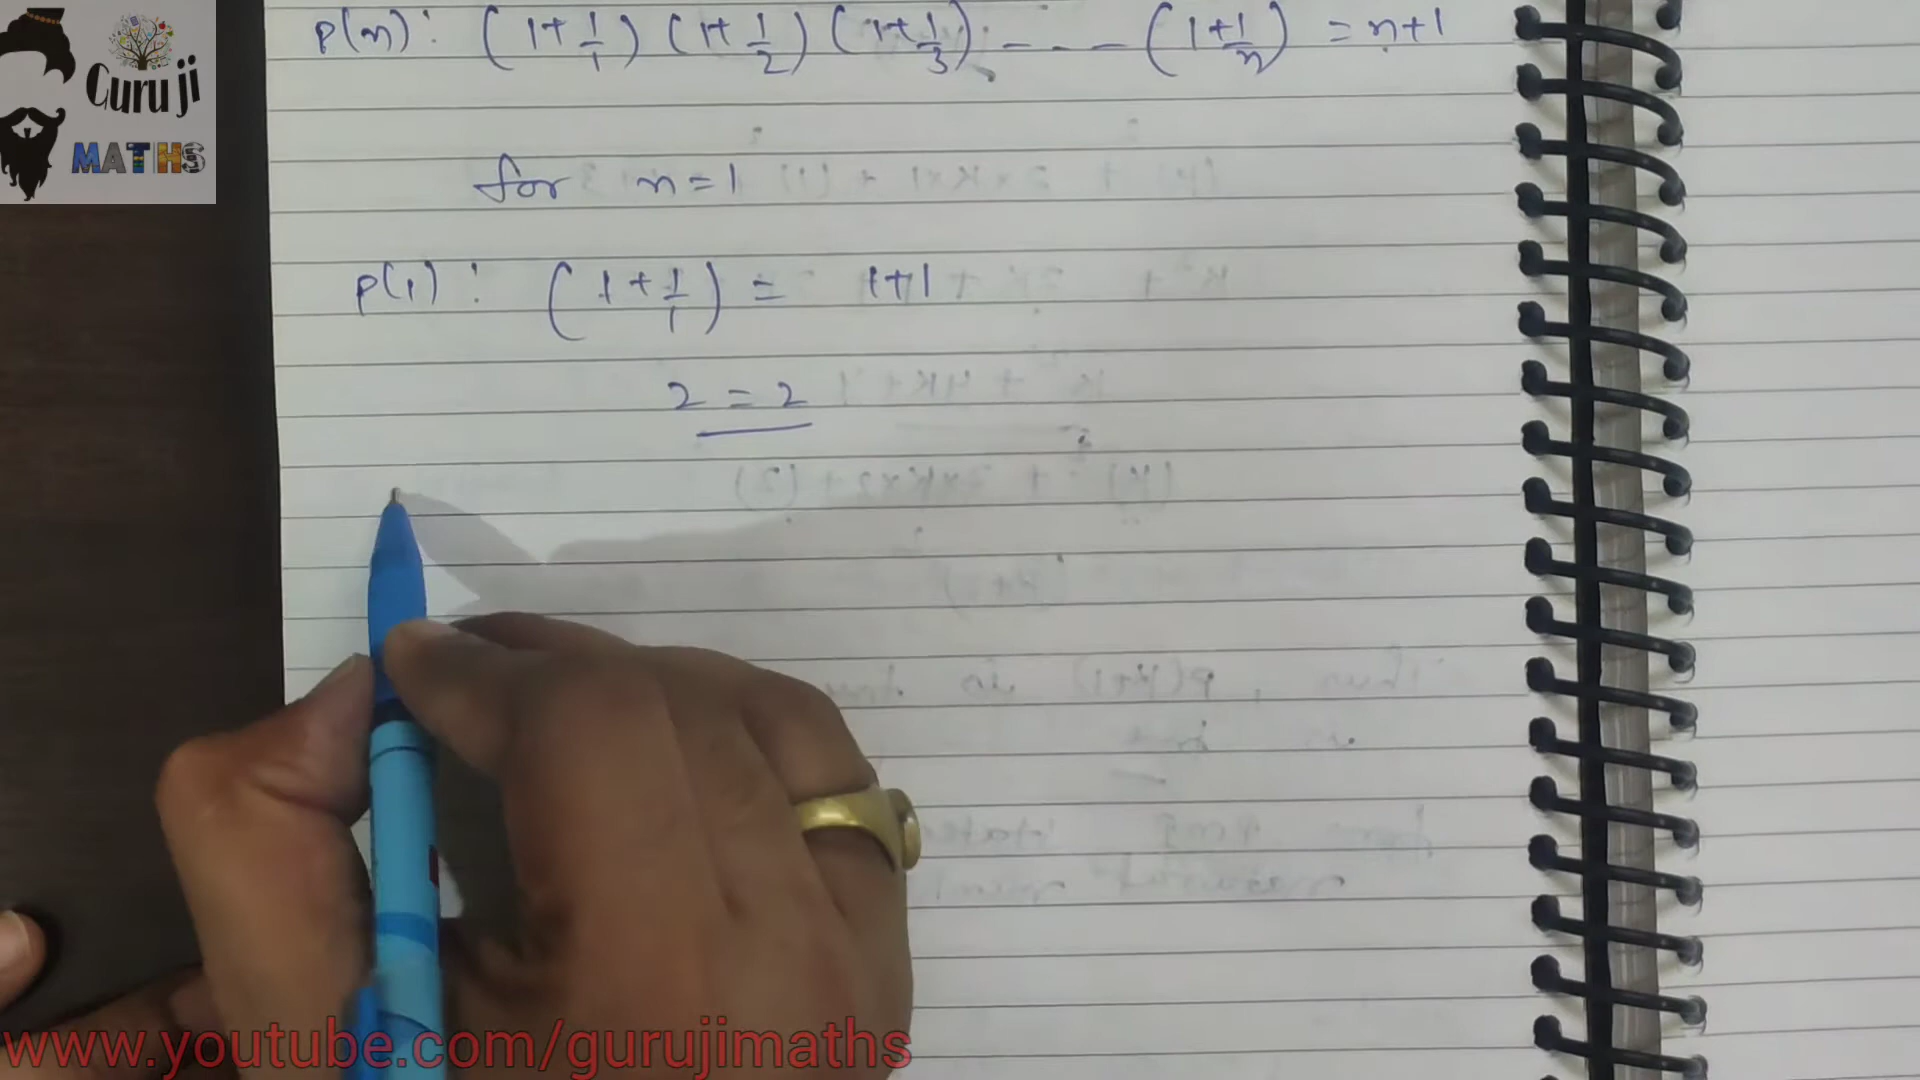 Guru ji
MATHS
P(n): (1+1/1) (1+1/2) (1+1/3) - - - (1+1/n) = n+1
for n=1
P(1): (1+1/1) = 1+1
2 = 2
www.youtube.com/gurujimaths